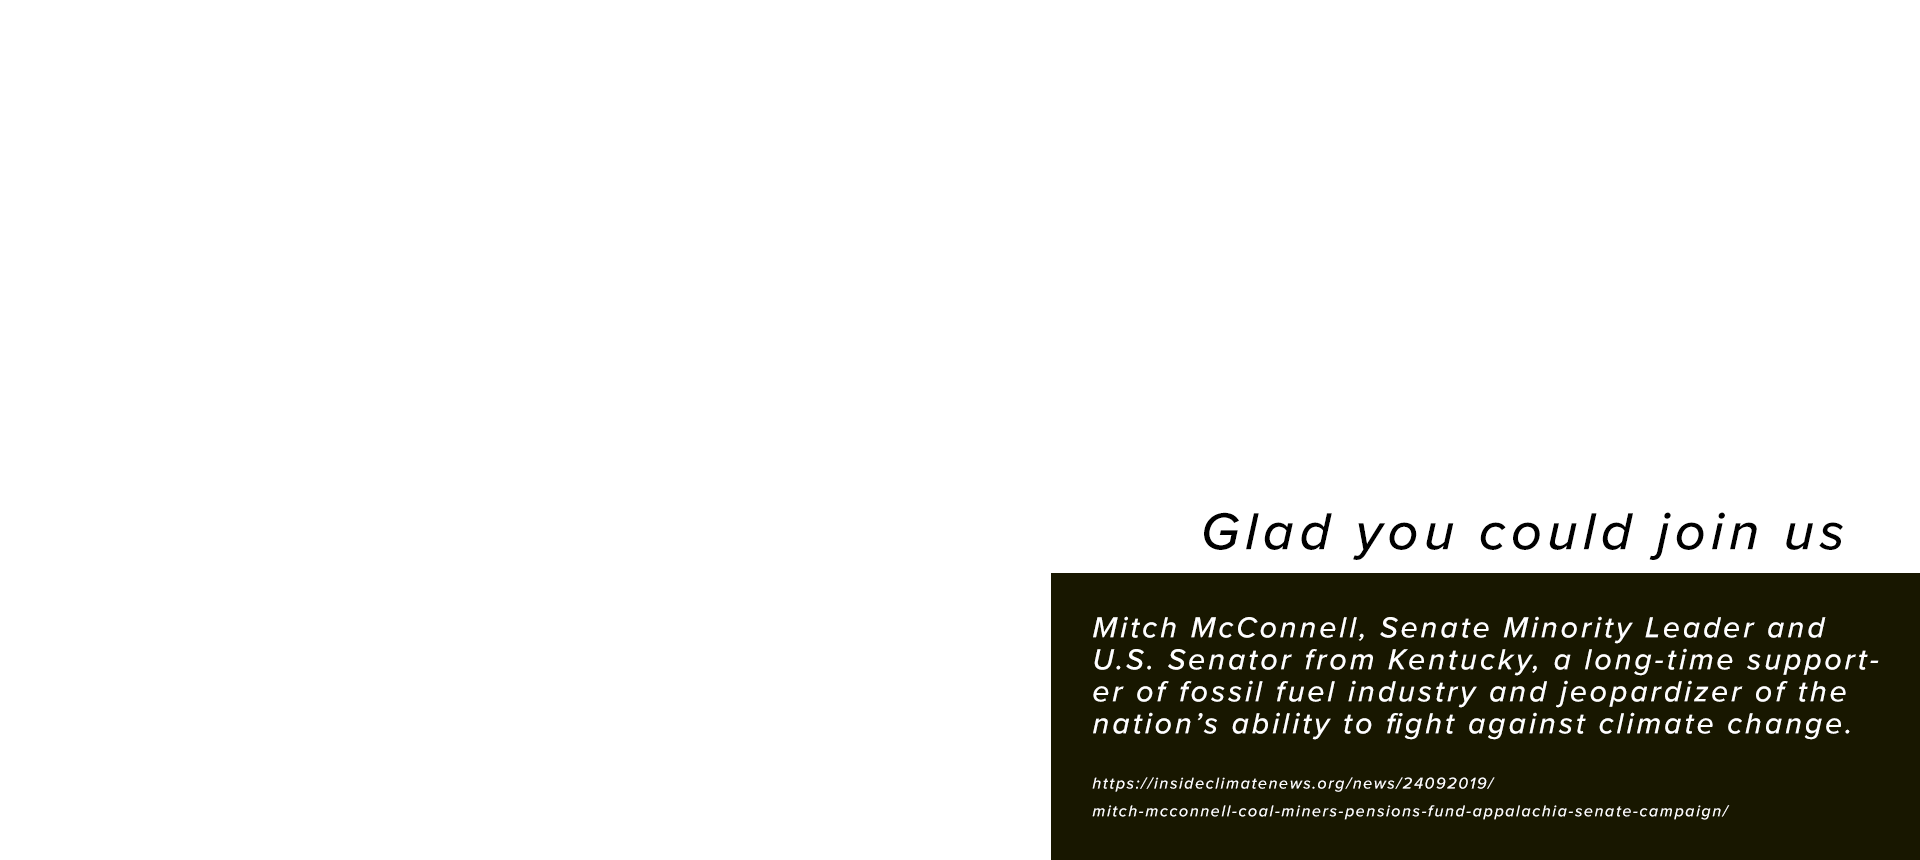 Glad you could join us
Mitch McConnell, Senate Minority Leader and
U.S. Senator from Kentucky, a long-time support-
er of fossil fuel industry and jeopardizer of the
nation’s ability to fight against climate change.
https://insideclimatenews.org/news/24092019/
mitch-mcconnell-coal-miners-pensions-fund-appalachia-senate-campaign/